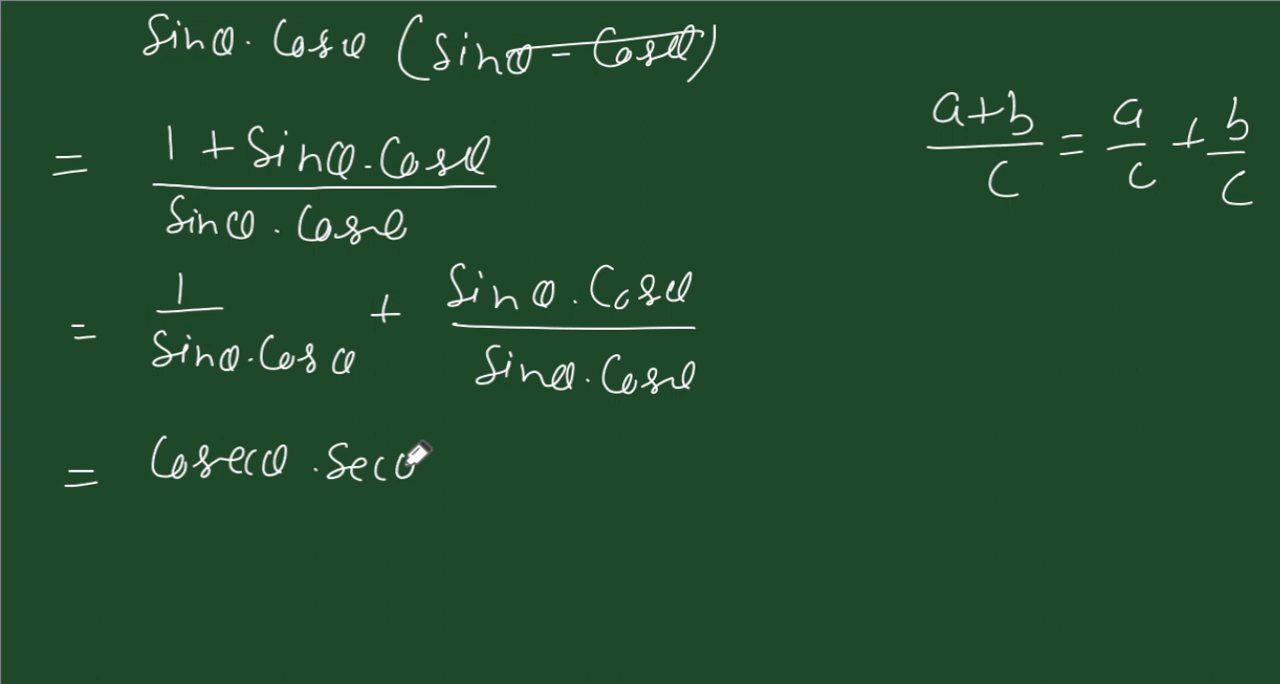 Sinθ . Cosθ (Sinθ - Cosθ)
= 1 + Sinθ . Cosθ
Sinθ . Cosθ
= 1 / Sinθ . Cosθ + Sinθ . Cosθ / Sinθ . Cosθ
= Cosecθ . Secθ
a+b / c = a / c + b / c